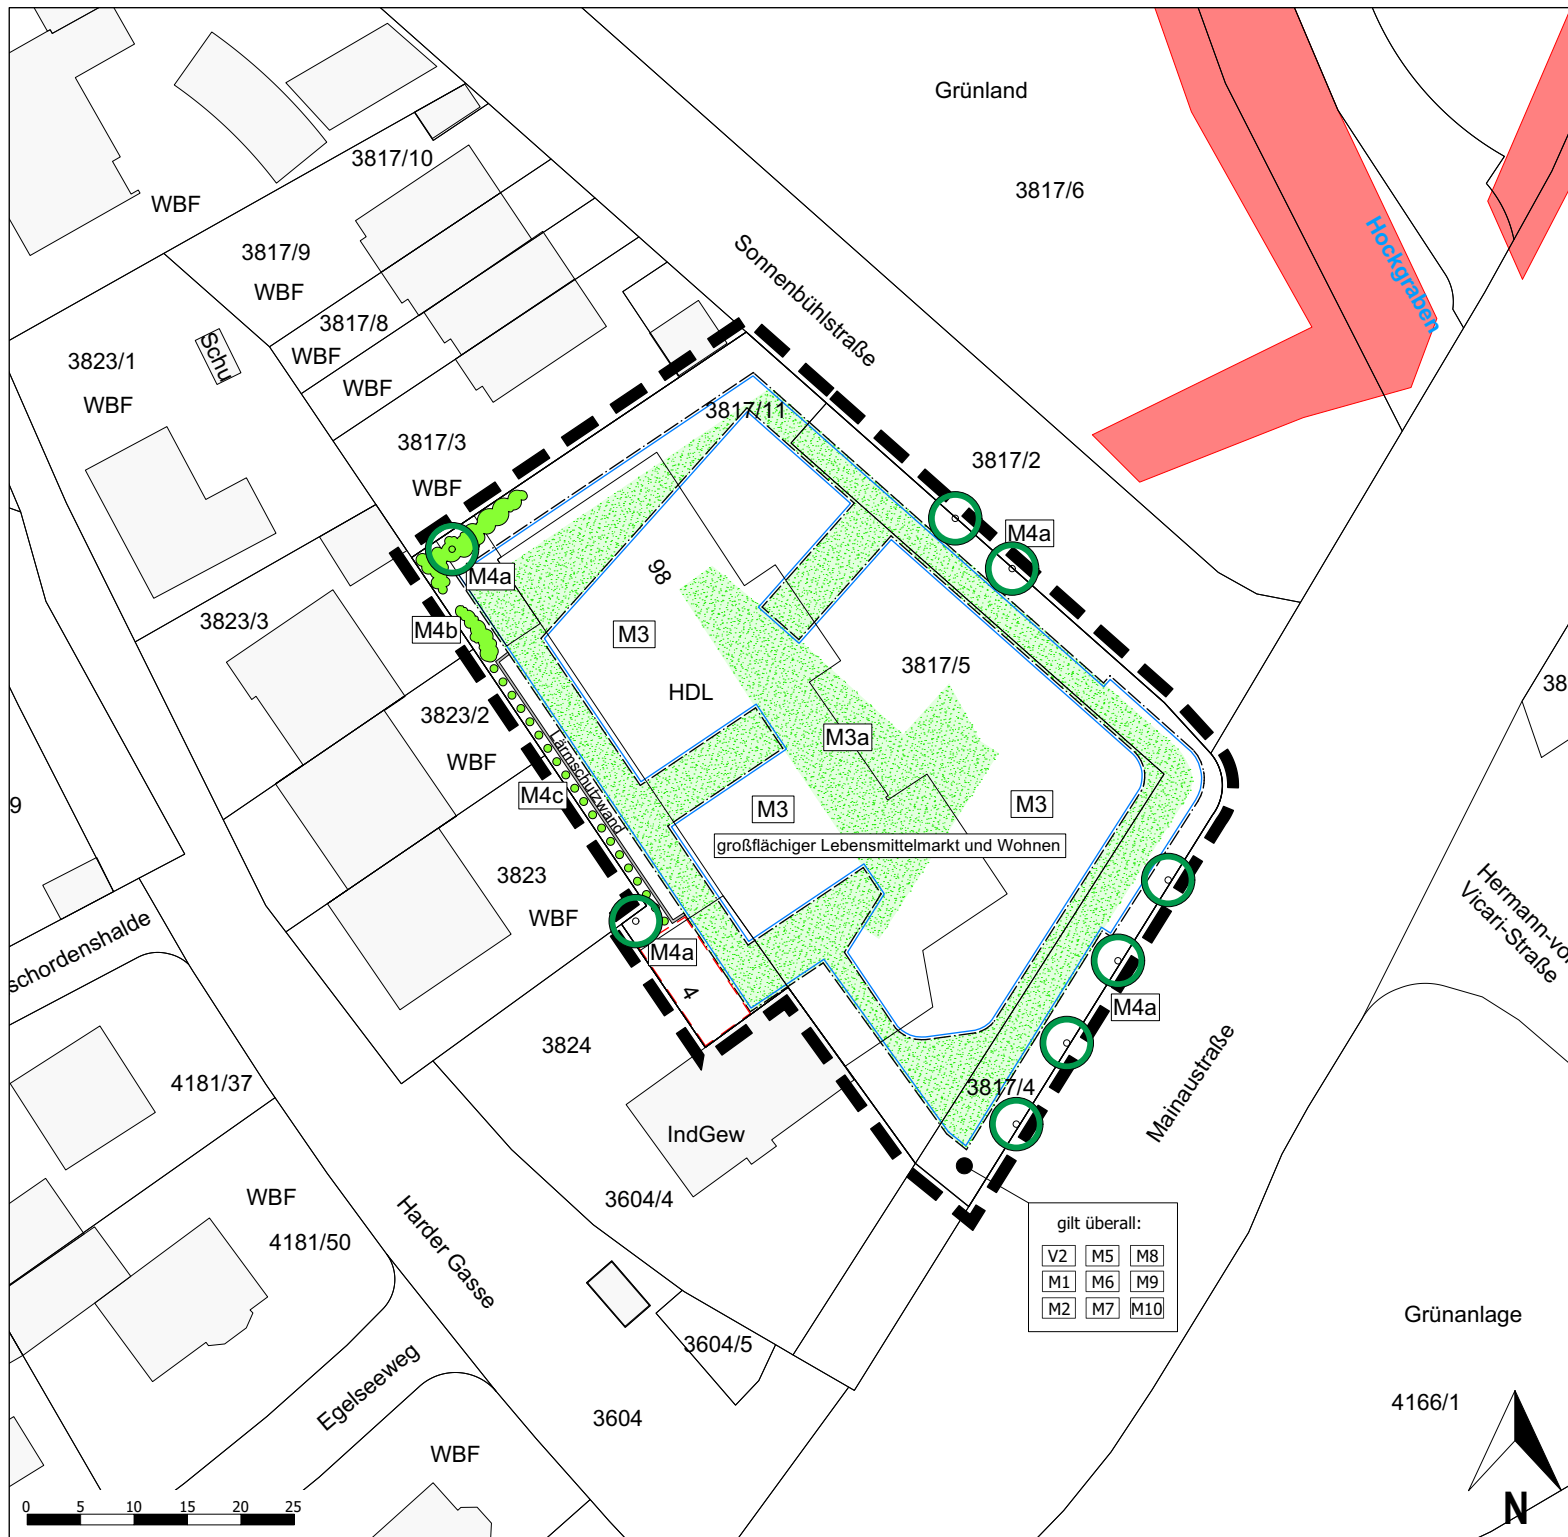 Grünland
3817/10
3817/6
WBF
Hockgraben
3817/9
WBF
Sonnenbühlstraße
3817/8
WBF
Schu
3823/1
WBF
WBF
3817/11
3817/3
3817/2
WBF
M4a
98
M4a
3823/3
M4b
M3
3817/5
HDL
38
3823/2
M3a
WBF
Lärmschutzwand
M4c
9
M3
M3
großflächiger Lebensmittelmarkt und Wohnen
3823
WBF
Hermann-vo
Vicari-Straße
schordenshalde
M4a
4
M4a
3824
4181/37
3817/4
Mainaustraße
IndGew
WBF
3604/4
4181/50
Harder Gasse
gilt überall:
V2 M5 M8
M1 M6 M9
M2 M7 M10
Grünanlage
3604/5
Egelseeweg
3604
4166/1
WBF
0 5 10 15 20 25
N